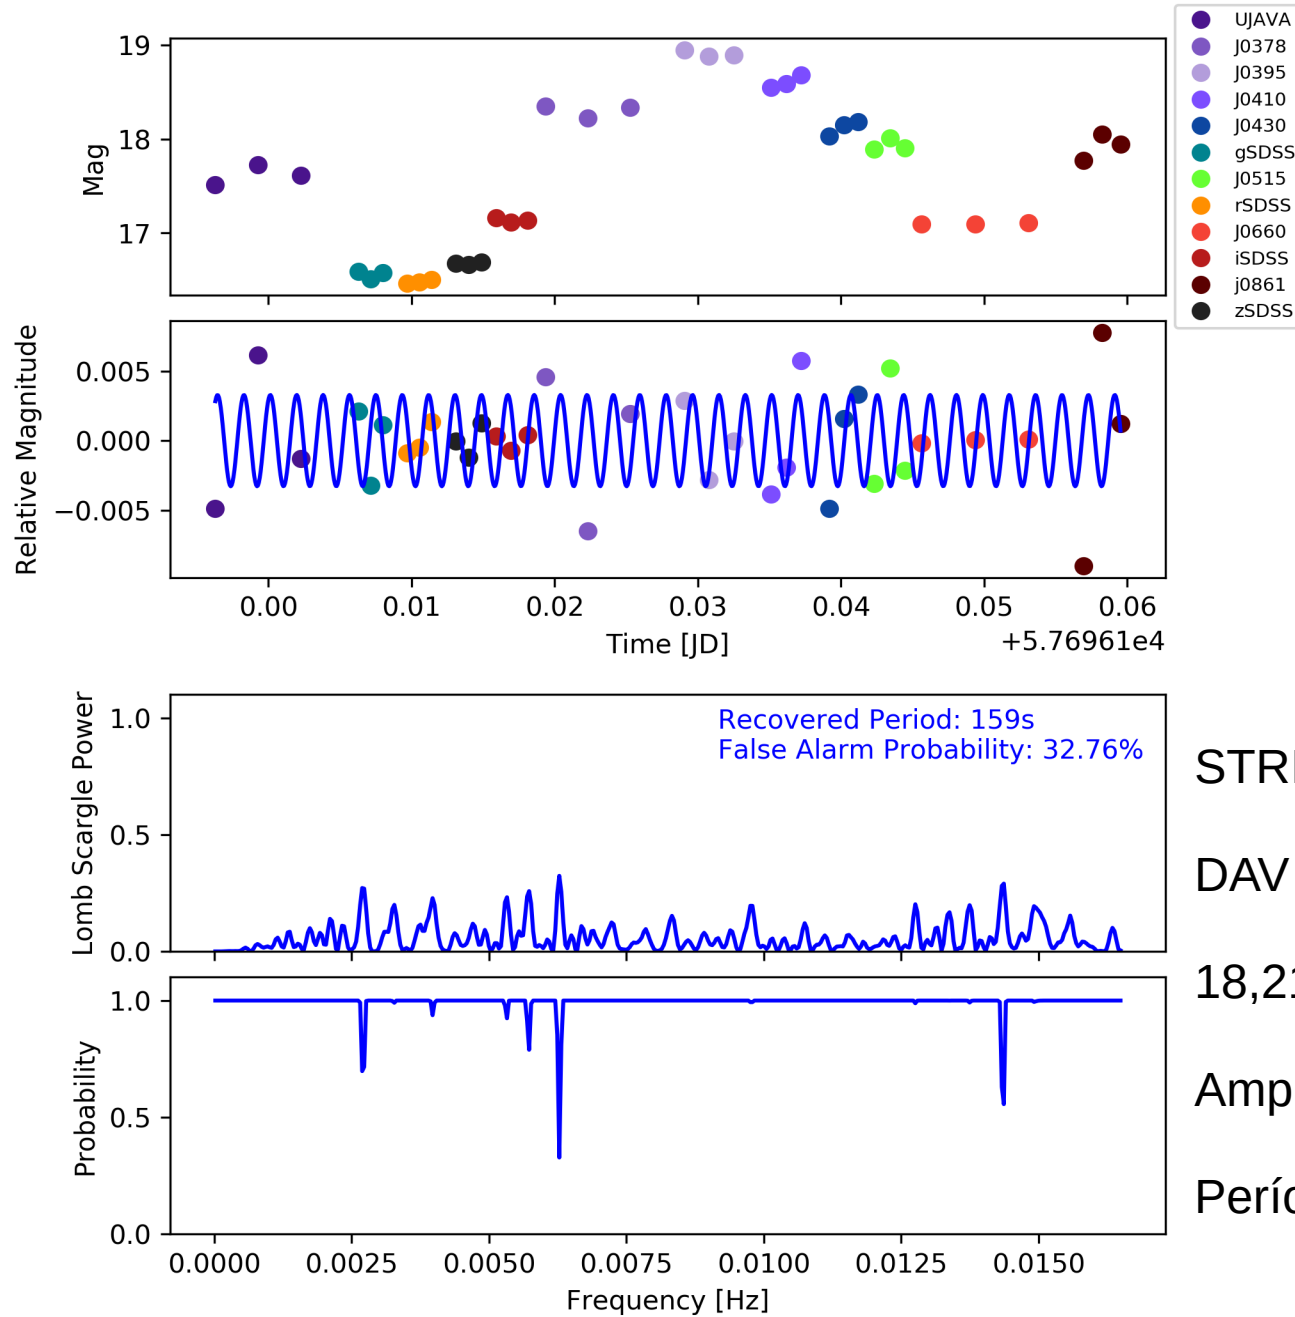 19
18
17
Mag
UJAVA
J0378
J0395
J0410
J0430
gSDSS
J0515
rSDSS
J0660
iSDSS
j0861
zSDSS
0.005
0.000
−0.005
Relative Magnitude
0.00 0.01 0.02 0.03 0.04 0.05 0.06
Time [JD]
+5.76961e4
1.0
0.5
0.0
Lomb Scargle Power
Recovered Period: 159s
False Alarm Probability: 32.76%
1.0
0.5
0.0
Probability
0.0000 0.0025 0.0050 0.0075 0.0100 0.0125 0.0150
Frequency [Hz]
DAV